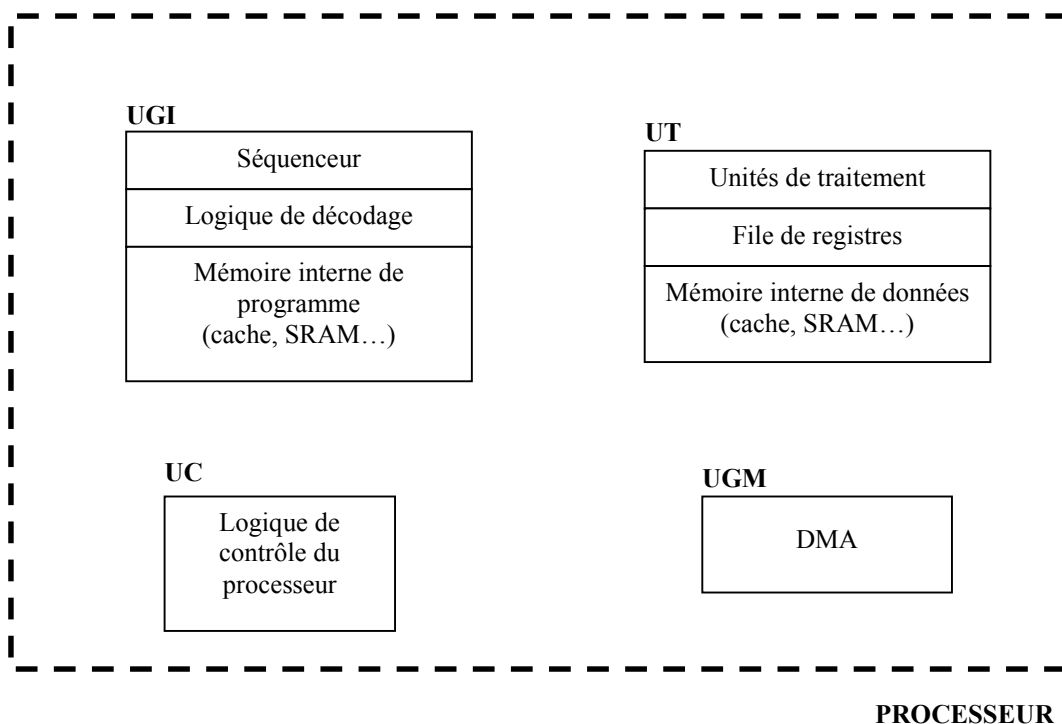 UGI
Séquenceur
Logique de décodage
Mémoire interne de
programme
(cache, SRAM…)
UT
Unités de traitement
File de registres
Mémoire interne de données
(cache, SRAM…)
UC
Logique de
contrôle du
processeur
UGM
DMA
PROCESSEUR